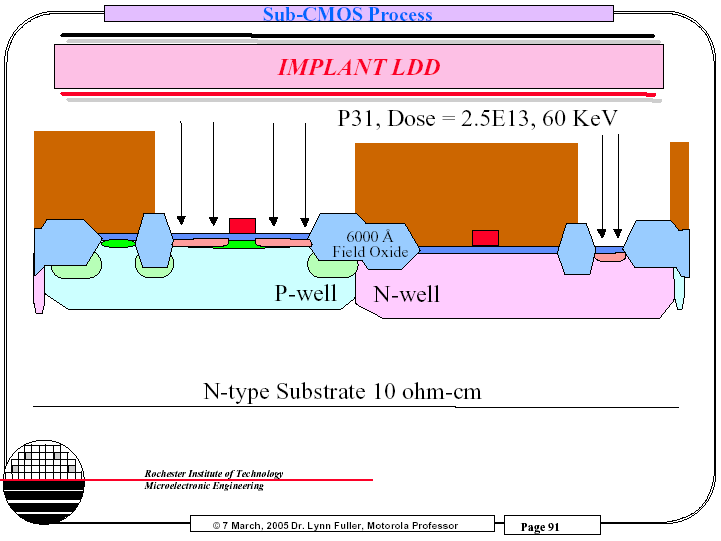 Sub-CMOS Process
IMPLANT LDD
P31, Dose = 2.5E13, 60 KeV
6000 Å
Field Oxide
P-well
N-well
N-type Substrate 10 ohm-cm
Rochester Institute of Technology
Microelectronic Engineering
© 7 March, 2005 Dr. Lynn Fuller, Motorola Professor
Page 91